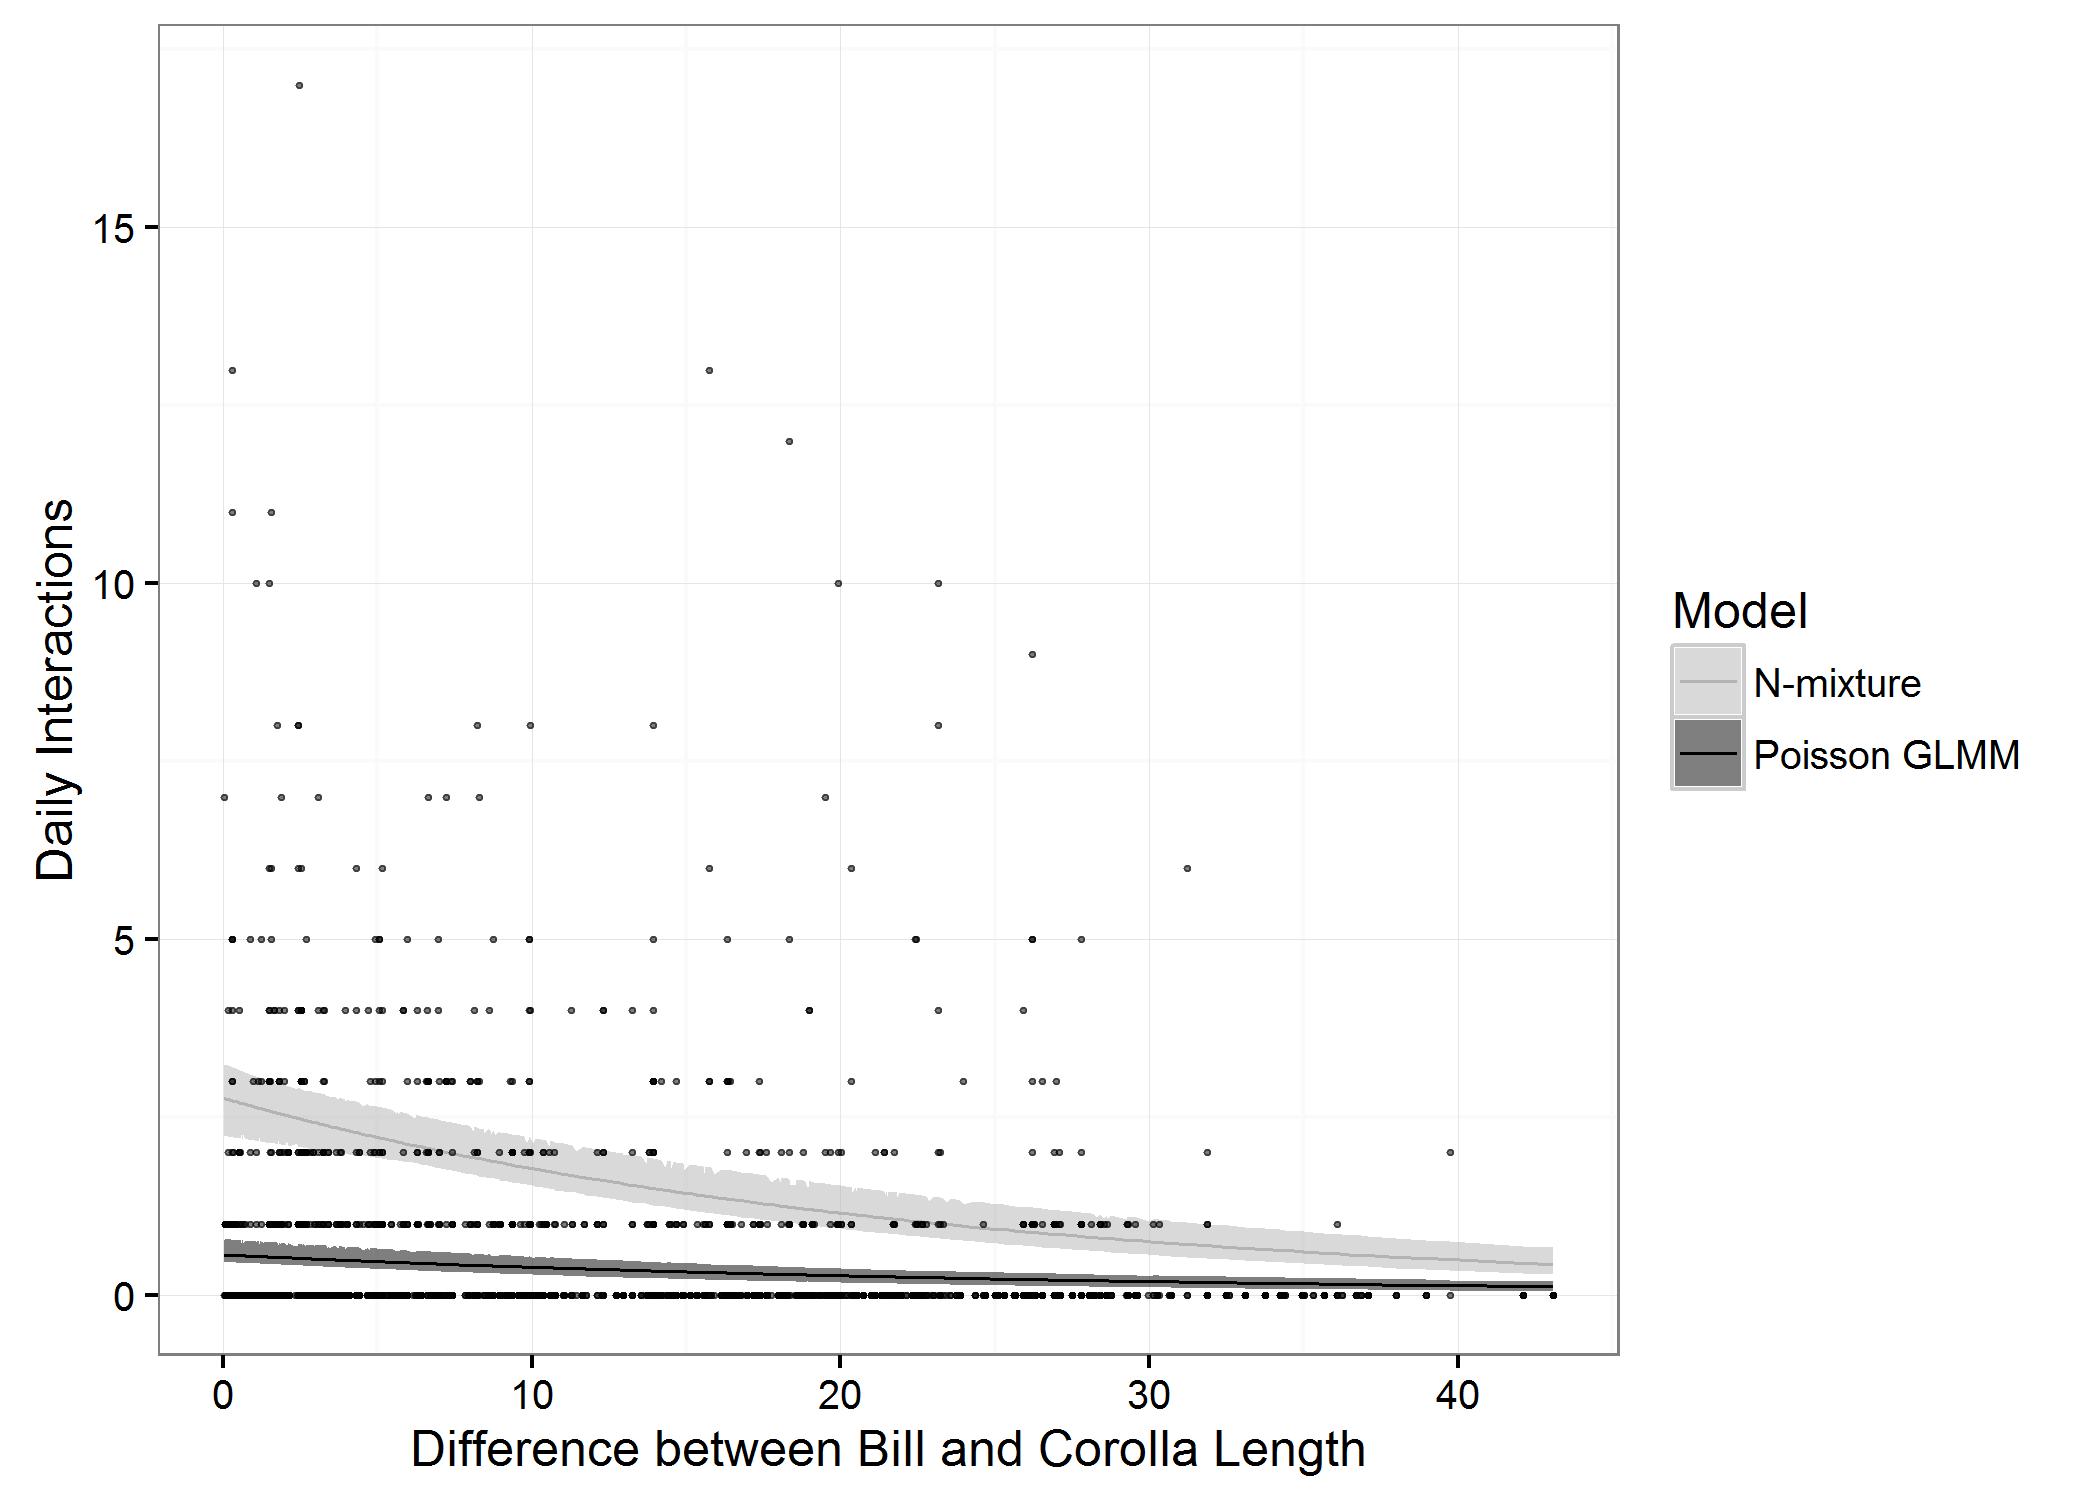 15
10
5
0
Daily Interactions
0 10 20 30 40
Difference between Bill and Corolla Length
Model
N-mixture
Poisson GLMM